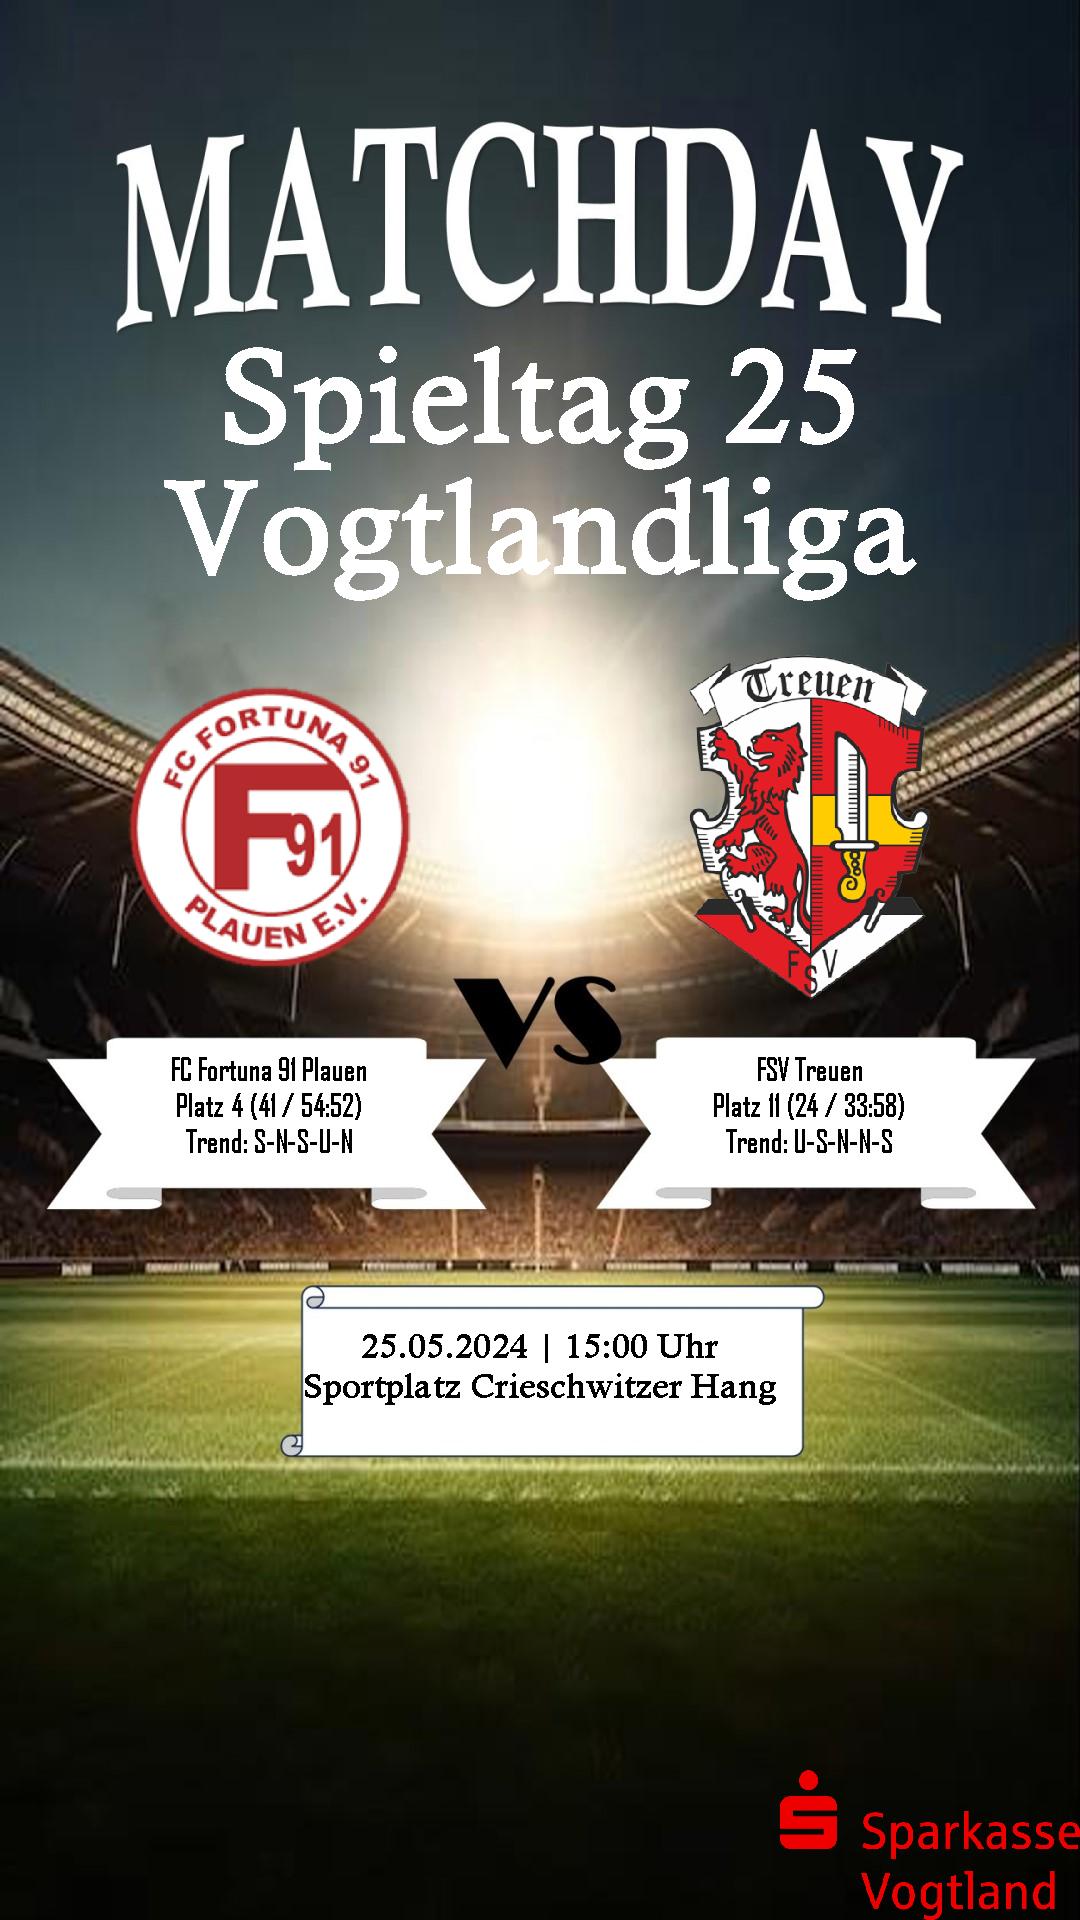 MATCHDAY
Spieltag 25
Vogtlandliga
FC FORTUNA 91
F91
PLAUEN E.V.
Treuen
FSV
VS
FC Fortuna 91 Plauen
Platz 4 (41 / 54:52)
Trend: S-N-S-U-N
FSV Treuen
Platz 11 (24 / 33:58)
Trend: U-S-N-N-S
25.05.2024 | 15:00 Uhr
Sportplatz Crieschwitzer Hang
Sparkasse
Vogtland